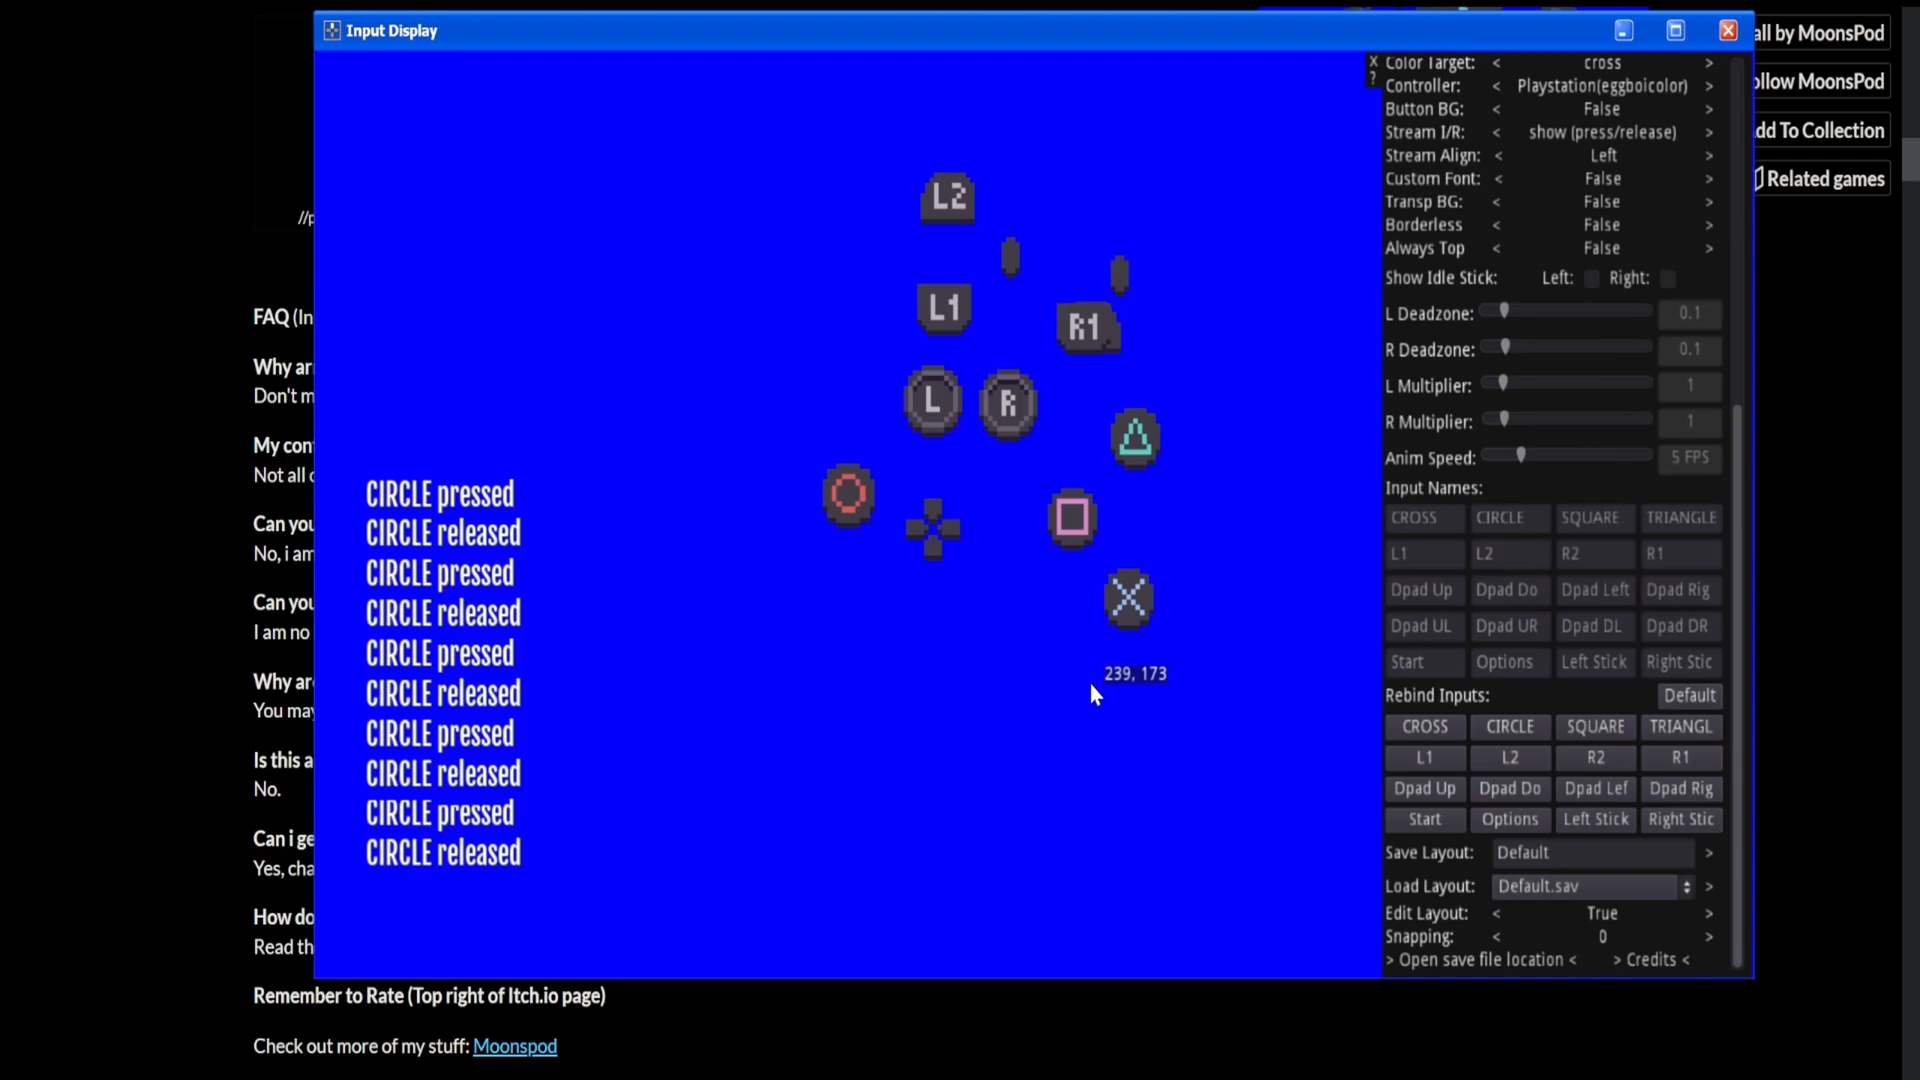 Input Display
all by MoonsPod
ollow MoonsPod
dd To Collection
Related games
//p
FAQ (In
Why ar
Don't m
My con
Not all c
Can you
No, i am
Can you
I am no
Why are
You may
Is this a
No.
Can i ge
Yes, cha
How do
Read th
Remember to Rate (Top right of Itch.io page)
Check out more of my stuff: Moonspod
L2
L1
R1
L
R
239, 173
CIRCLE pressed
CIRCLE released
CIRCLE pressed
CIRCLE released
CIRCLE pressed
CIRCLE released
CIRCLE pressed
CIRCLE released
CIRCLE pressed
CIRCLE released
X
?
Color Target: < cross >
Controller: < Playstation(eggboicolor) >
Button BG: < False >
Stream I/R: < show (press/release) >
Stream Align: < Left >
Custom Font: < False >
Transp BG: < False >
Borderless < False >
Always Top < False >
Show Idle Stick: Left: Right:
L Deadzone: 0.1
R Deadzone: 0.1
L Multiplier: 1
R Multiplier: 1
Anim Speed: 5 FPS
Input Names:
CROSS CIRCLE SQUARE TRIANGLE
L1 L2 R2 R1
Dpad Up Dpad Do Dpad Left Dpad Rig
Dpad UL Dpad UR Dpad DL Dpad DR
Start Options Left Stick Right Stic
Rebind Inputs: Default
CROSS CIRCLE SQUARE TRIANGL
L1 L2 R2 R1
Dpad Up Dpad Do Dpad Lef Dpad Rig
Start Options Left Stick Right Stic
Save Layout: Default >
Load Layout: Default.sav >
Edit Layout: < True >
Snapping: < 0 >
> Open save file location < > Credits <